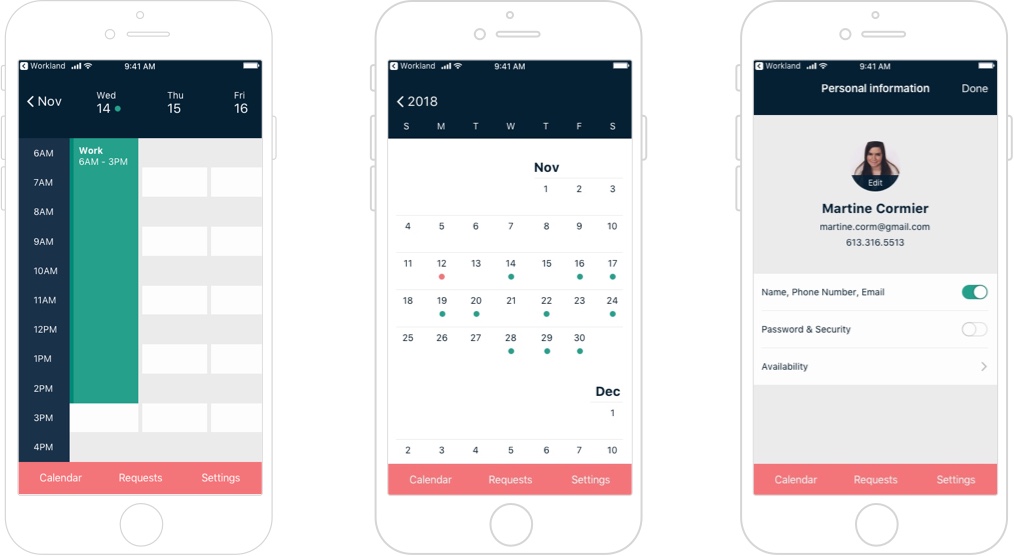 Workland 9:41 AM
Nov
Wed Thu Fri
14 15 16
Work
6AM - 3PM
6AM
7AM
8AM
9AM
10AM
11AM
12PM
1PM
2PM
3PM
4PM
Calendar Requests Settings
Workland 9:41 AM
2018
S M T W T F S
Nov
1 2 3
4 5 6 7 8 9 10
11 12 13 14 15 16 17
18 19 20 21 22 23 24
25 26 27 28 29 30
Dec
1
2 3 4 5 6 7 10
Calendar Requests Settings
Workland 9:41 AM
Personal information Done
Edit
Martine Cormier
martine.corm@gmail.com
613.316.5513
Name, Phone Number, Email
Password & Security
Availability
Calendar Requests Settings